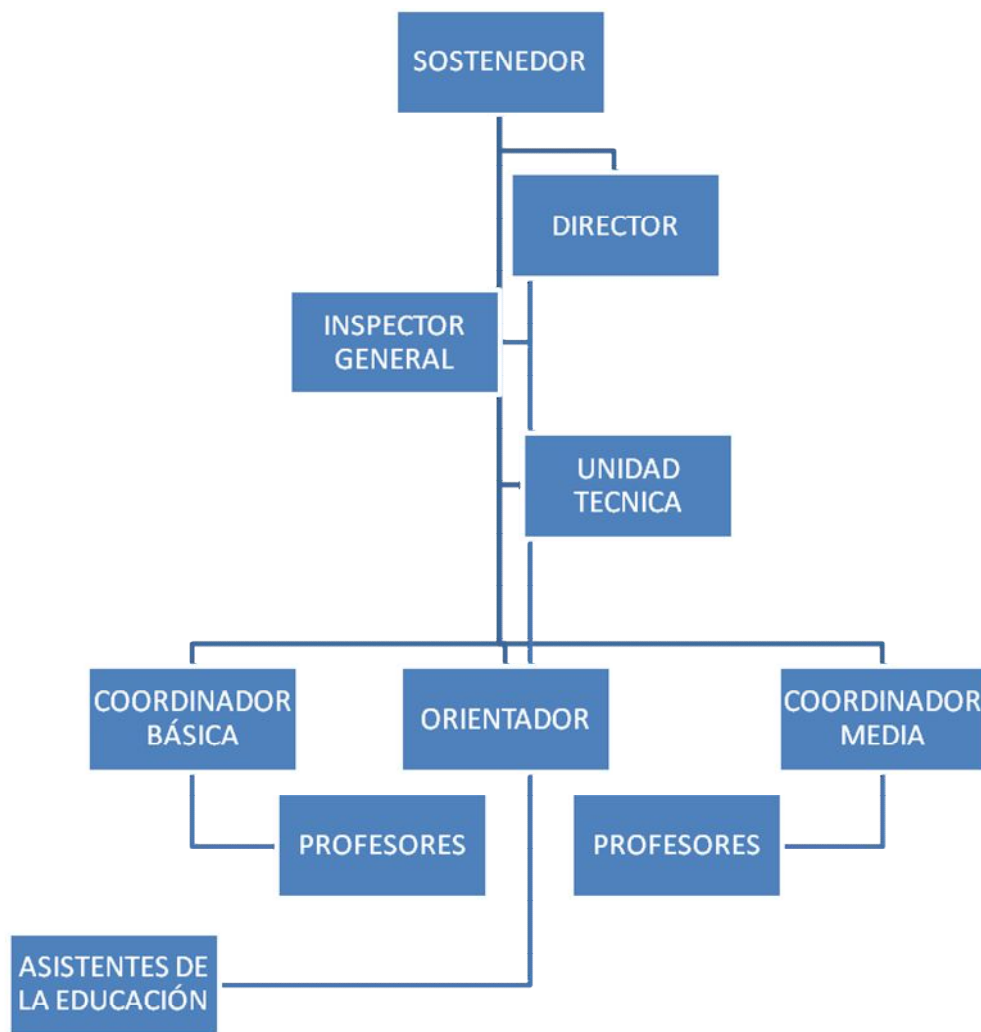 SOSTENEDOR
DIRECTOR
INSPECTOR
GENERAL
UNIDAD
TECNICA
COORDINADOR
BÁSICA
ORIENTADOR
COORDINADOR
MEDIA
PROFESORES
PROFESORES
ASISTENTES DE
LA EDUCACIÓN